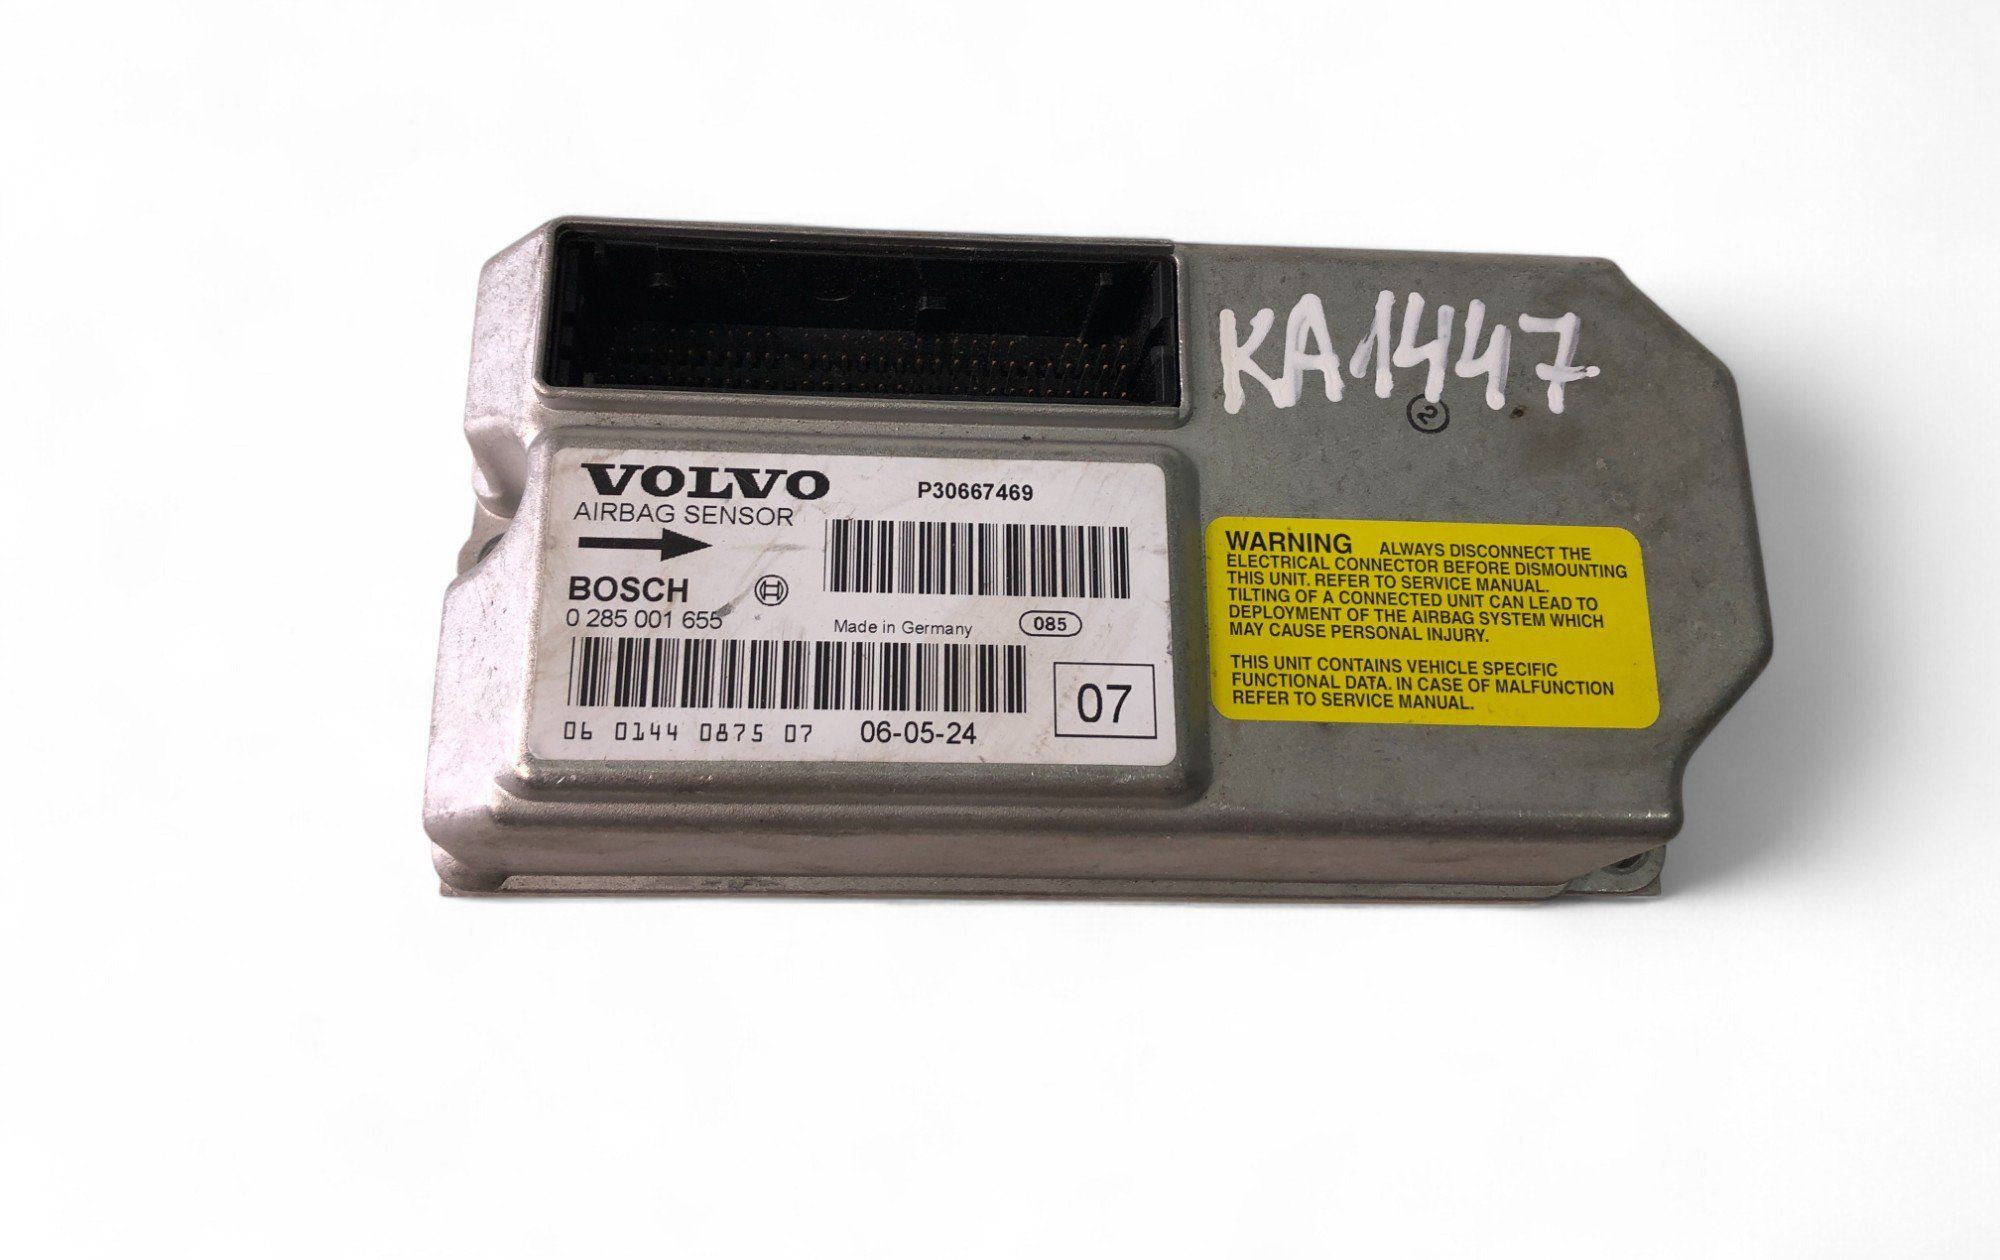 KA1447
2
VOLVO
P30667469
AIRBAG SENSOR
BOSCH
0 285 001 655
Made in Germany
085
07
06 0144 0875 07
06-05-24
WARNING ALWAYS DISCONNECT THE
ELECTRICAL CONNECTOR BEFORE DISMOUNTING
THIS UNIT. REFER TO SERVICE MANUAL.
TILTING OF A CONNECTED UNIT CAN LEAD TO
DEPLOYMENT OF THE AIRBAG SYSTEM WHICH
MAY CAUSE PERSONAL INJURY.
THIS UNIT CONTAINS VEHICLE SPECIFIC
FUNCTIONAL DATA. IN CASE OF MALFUNCTION
REFER TO SERVICE MANUAL.